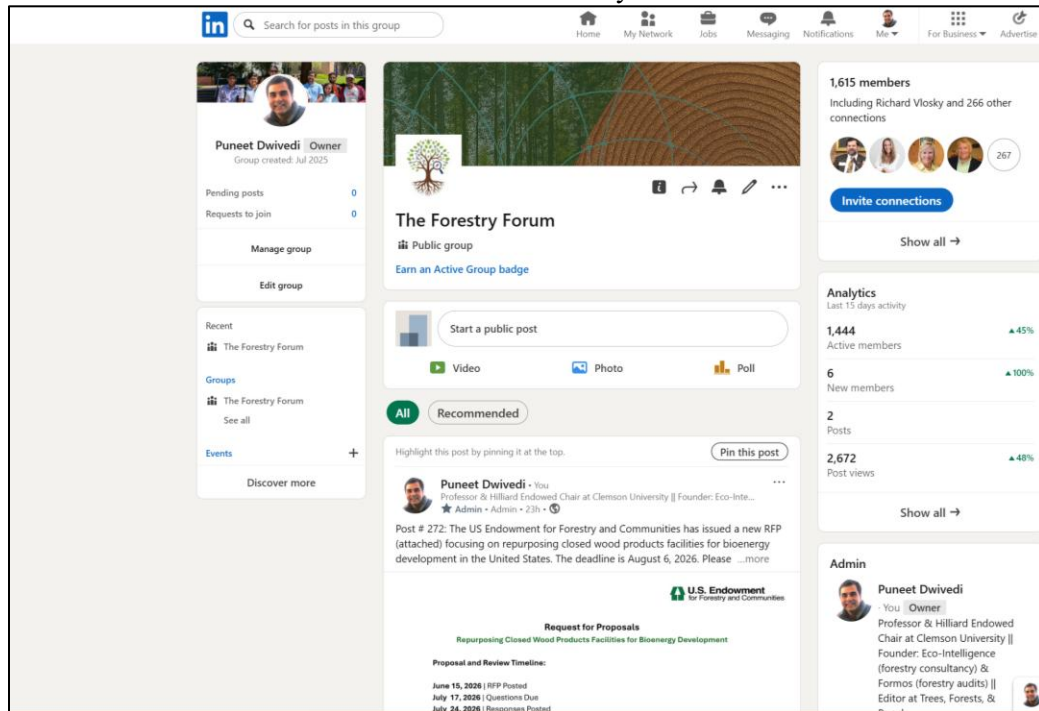 in
Search for posts in this group
Home
My Network
Jobs
Messaging
Notifications
Me
For Business
Advertise
Puneet Dwivedi Owner
Group created: Jul 2025
Pending posts 0
Requests to join 0
Manage group
Edit group
Recent
The Forestry Forum
Groups
The Forestry Forum
See all
Events +
Discover more
The Forestry Forum
Public group
Earn an Active Group badge
Start a public post
Video
Photo
Poll
All
Recommended
Highlight this post by pinning it at the top.
Pin this post
Puneet Dwivedi • You
Professor & Hilliard Endowed Chair at Clemson University || Founder: Eco-Inte...
Admin • Admin • 23h •
Post # 272: The US Endowment for Forestry and Communities has issued a new RFP
(attached) focusing on repurposing closed wood products facilities for bioenergy
development in the United States. The deadline is August 6, 2026. Please ...more
U.S. Endowment
for Forestry and Communities
Request for Proposals
Repurposing Closed Wood Products Facilities for Bioenergy Development
Proposal and Review Timeline:
June 15, 2026 | RFP Posted
July 17, 2026 | Questions Due
July 24, 2026 | Responses Posted
1,615 members
Including Richard Vlosky and 266 other
connections
267
Invite connections
Show all →
Analytics
Last 15 days activity
1,444 ▲45%
Active members
6 ▲100%
New members
2
Posts
2,672 ▲48%
Post views
Show all →
Admin
Puneet Dwivedi
· You Owner
Professor & Hilliard Endowed
Chair at Clemson University ||
Founder: Eco-Intelligence
(forestry consultancy) &
Formos (forestry audits) ||
Editor at Trees, Forests, &